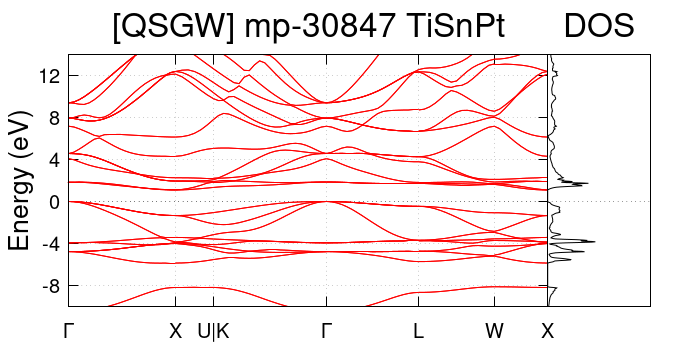 [QSGW] mp-30847 TiSnPt DOS
Energy (eV)
12
8
4
0
-4
-8
Γ X U|K Γ L W X